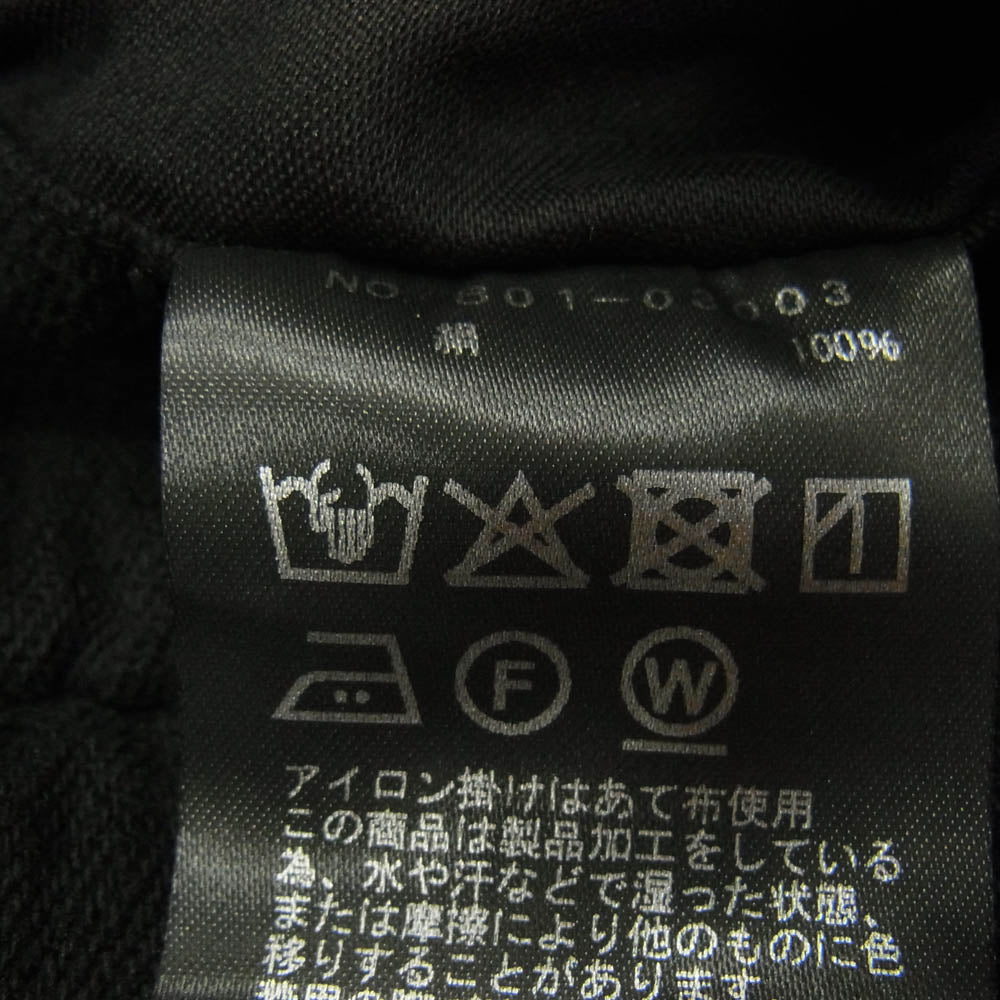 綿 100%
F W
アイロン掛けはあて布使用
この商品は製品加工をしている
為、水や汗などで湿った状態、
または摩擦により他のものに色
移りすることがあります